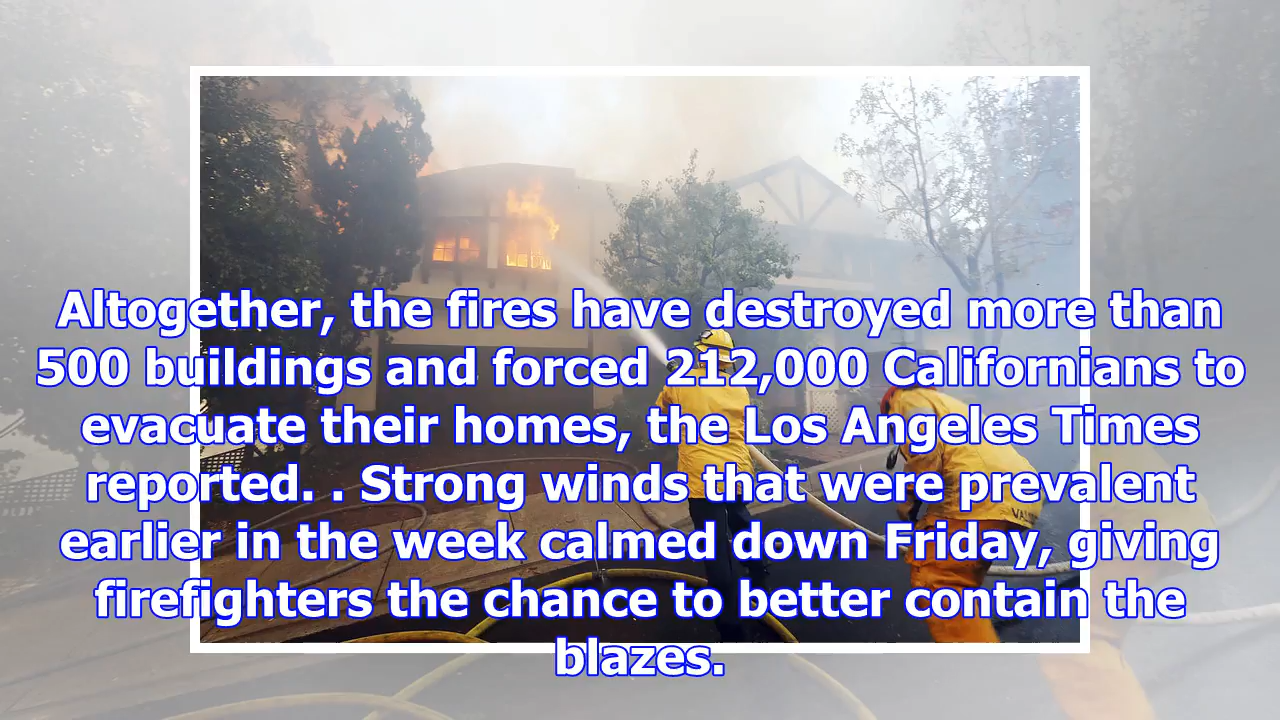 Altogether, the fires have destroyed more than
500 buildings and forced 212,000 Californians to
evacuate their homes, the Los Angeles Times
reported. . Strong winds that were prevalent
earlier in the week calmed down Friday, giving
firefighters the chance to better contain the
blazes.